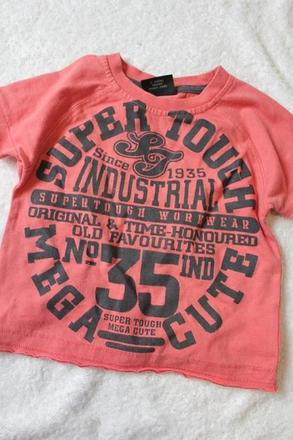 SUPER TOUGH
ST
Since 1935
INDUSTRIAL
SUPERTOUGH WORKWEAR
ORIGINAL & TIME-HONOURED
OLD FAVOURITES
No 35 IND
SUPER TOUGH
MEGA CUTE
MEGA CUTE